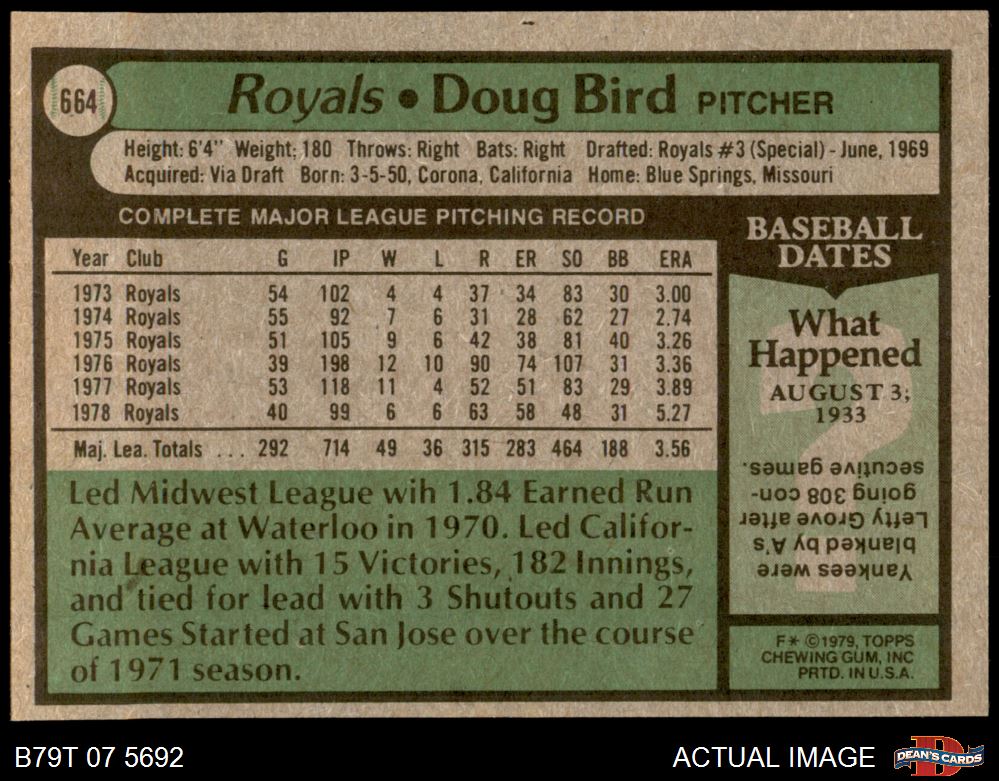 664
Royals • Doug Bird PITCHER
Height: 6'4" Weight: 180 Throws: Right Bats: Right Drafted: Royals #3 (Special) - June, 1969
Acquired: Via Draft Born: 3-5-50, Corona, California Home: Blue Springs, Missouri
COMPLETE MAJOR LEAGUE PITCHING RECORD
Year Club G IP W L R ER SO BB ERA
1973 Royals 54 102 4 4 37 34 83 30 3.00
1974 Royals 55 92 7 6 31 28 62 27 2.74
1975 Royals 51 105 9 6 42 38 81 40 3.26
1976 Royals 39 198 12 10 90 74 107 31 3.36
1977 Royals 53 118 11 4 52 51 83 29 3.89
1978 Royals 40 99 6 6 63 58 48 31 5.27
Maj. Lea. Totals ... 292 714 49 36 315 283 464 188 3.56
Led Midwest League wih 1.84 Earned Run
Average at Waterloo in 1970. Led Califor-
nia League with 15 Victories, 182 Innings,
and tied for lead with 3 Shutouts and 27
Games Started at San Jose over the course
of 1971 season.
BASEBALL
DATES
What
Happened
AUGUST 3;
1933
Yankees were
blanked by A's
Lefty Grove after
going 308 con-
secutive games.
F* ©1979, TOPPS
CHEWING GUM, INC
PRTD. IN U.S.A.
B79T 07 5692
ACTUAL IMAGE
DEAN'S CARDS